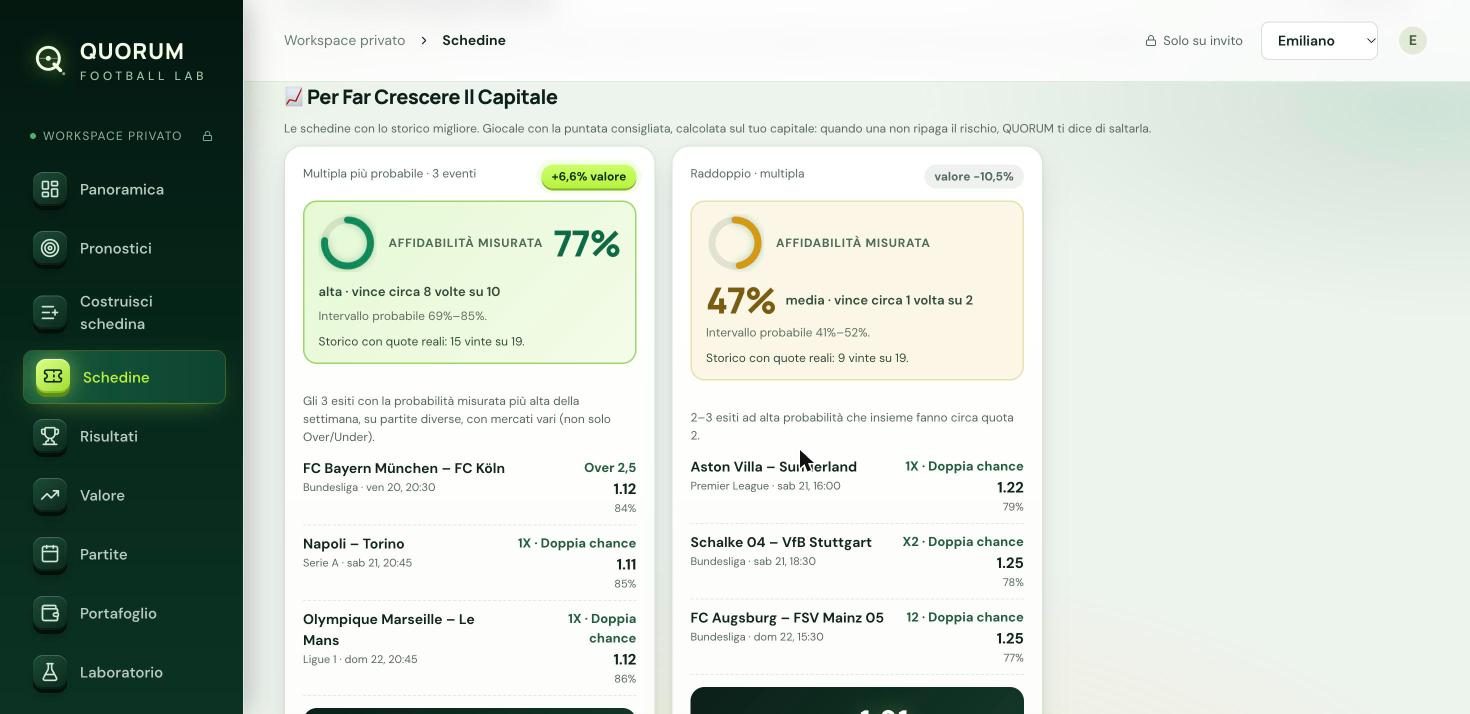 QUORUM
FOOTBALL LAB
WORKSPACE PRIVATO
Panoramica
Pronostici
Costruisci
schedina
Schedine
Risultati
Valore
Partite
Portafoglio
Laboratorio
Workspace privato > Schedine
Solo su invito
Emiliano
E
Per Far Crescere Il Capitale
Le schedine con lo storico migliore. Giocale con la puntata consigliata, calcolata sul tuo capitale: quando una non ripaga il rischio, QUORUM ti dice di saltarla.
Multipla più probabile · 3 eventi
+6,6% valore
AFFIDABILITÀ MISURATA 77%
alta · vince circa 8 volte su 10
Intervallo probabile 69%–85%.
Storico con quote reali: 15 vinte su 19.
Gli 3 esiti con la probabilità misurata più alta della
settimana, su partite diverse, con mercati vari (non solo
Over/Under).
FC Bayern München – FC Köln
Over 2,5
Bundesliga · ven 20, 20:30
1.12
84%
Napoli – Torino
1X · Doppia chance
Serie A · sab 21, 20:45
1.11
85%
Olympique Marseille – Le
Mans
1X · Doppia
chance
Ligue 1 · dom 22, 20:45
1.12
86%
Raddoppio · multipla
valore -10,5%
AFFIDABILITÀ MISURATA
47% media · vince circa 1 volta su 2
Intervallo probabile 41%–52%.
Storico con quote reali: 9 vinte su 19.
2–3 esiti ad alta probabilità che insieme fanno circa quota
2.
Aston Villa – Sunderland
1X · Doppia chance
Premier League · sab 21, 16:00
1.22
79%
Schalke 04 – VfB Stuttgart
X2 · Doppia chance
Bundesliga · sab 21, 18:30
1.25
78%
FC Augsburg – FSV Mainz 05
12 · Doppia chance
Bundesliga · dom 22, 15:30
1.25
77%